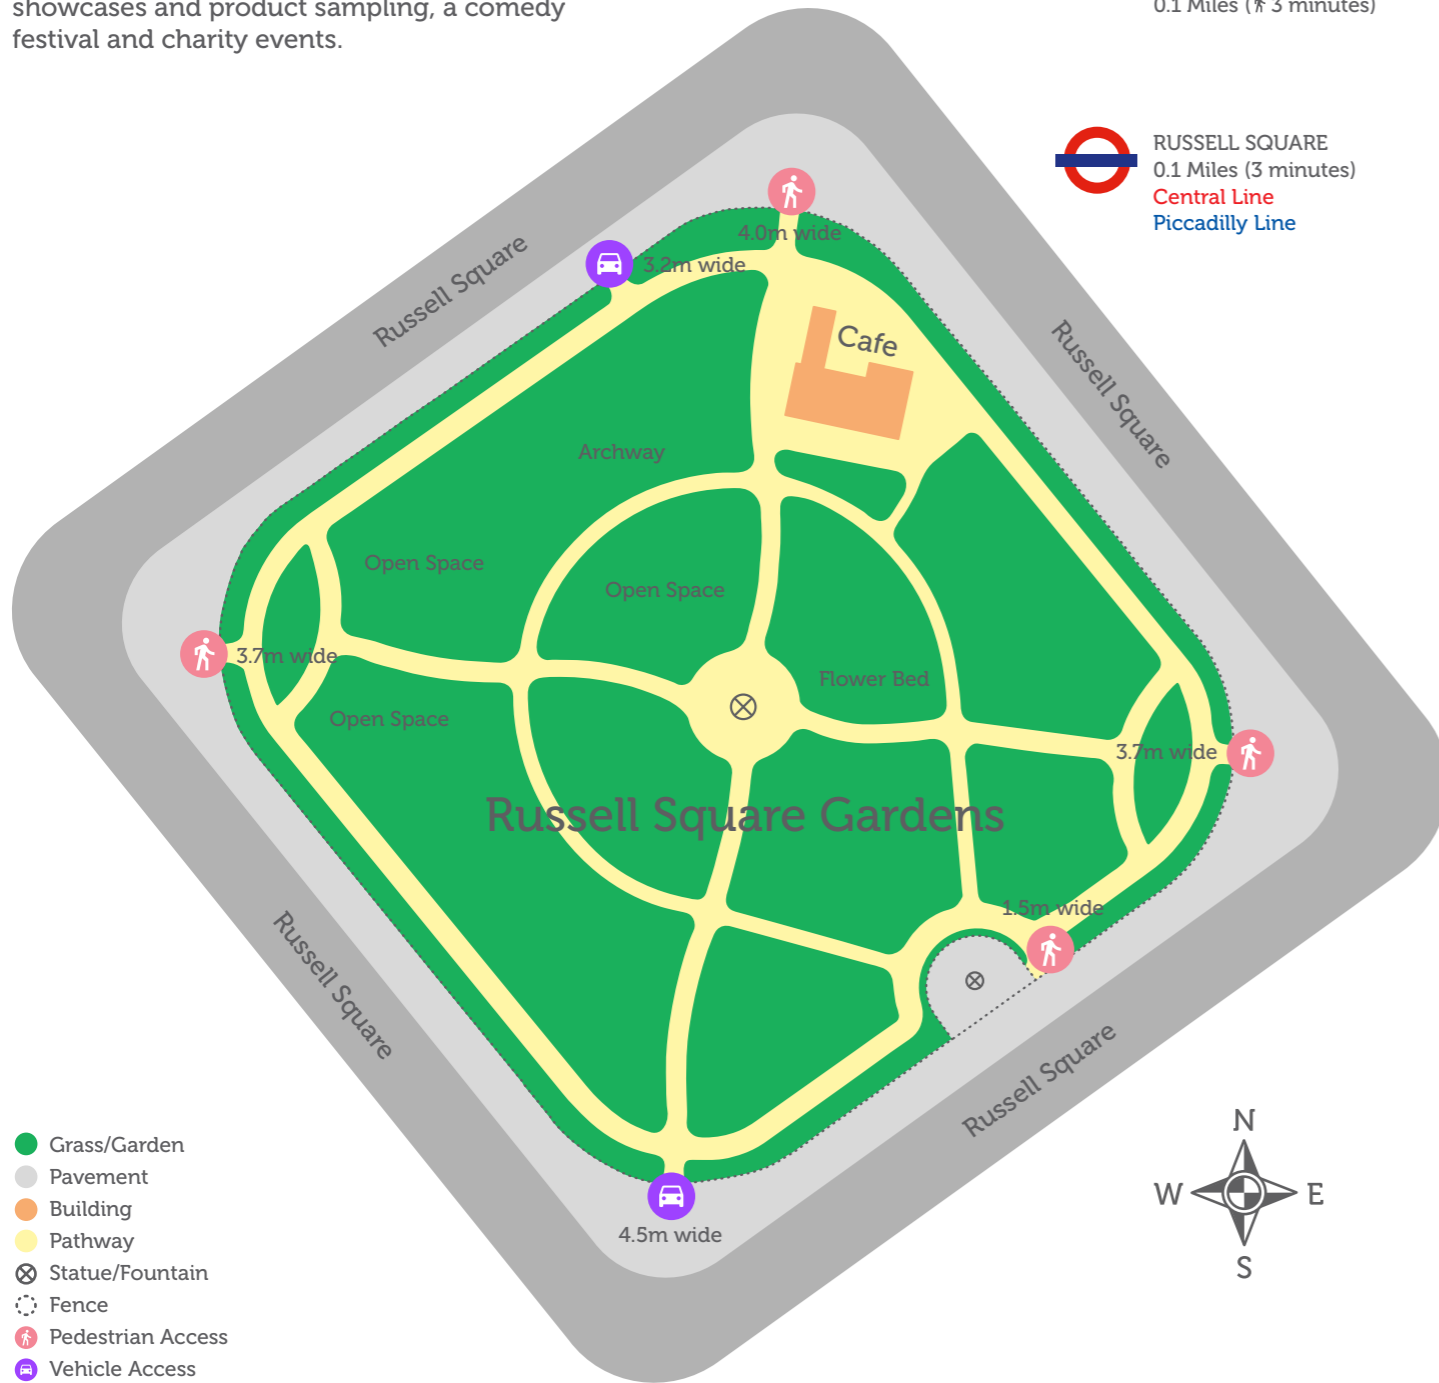 showcases and product sampling, a comedy
festival and charity events.
0.1 Miles (3 minutes)
RUSSELL SQUARE
0.1 Miles (3 minutes)
Central Line
Piccadilly Line
Russell Square
Russell Square
4.0m wide
3.2m wide
Cafe
Archway
Open Space
Open Space
3.7m wide
Flower Bed
Open Space
3.7m wide
Russell Square Gardens
1.5m wide
Russell Square
Russell Square
4.5m wide
N
W
E
S
Grass/Garden
Pavement
Building
Pathway
Statue/Fountain
Fence
Pedestrian Access
Vehicle Access